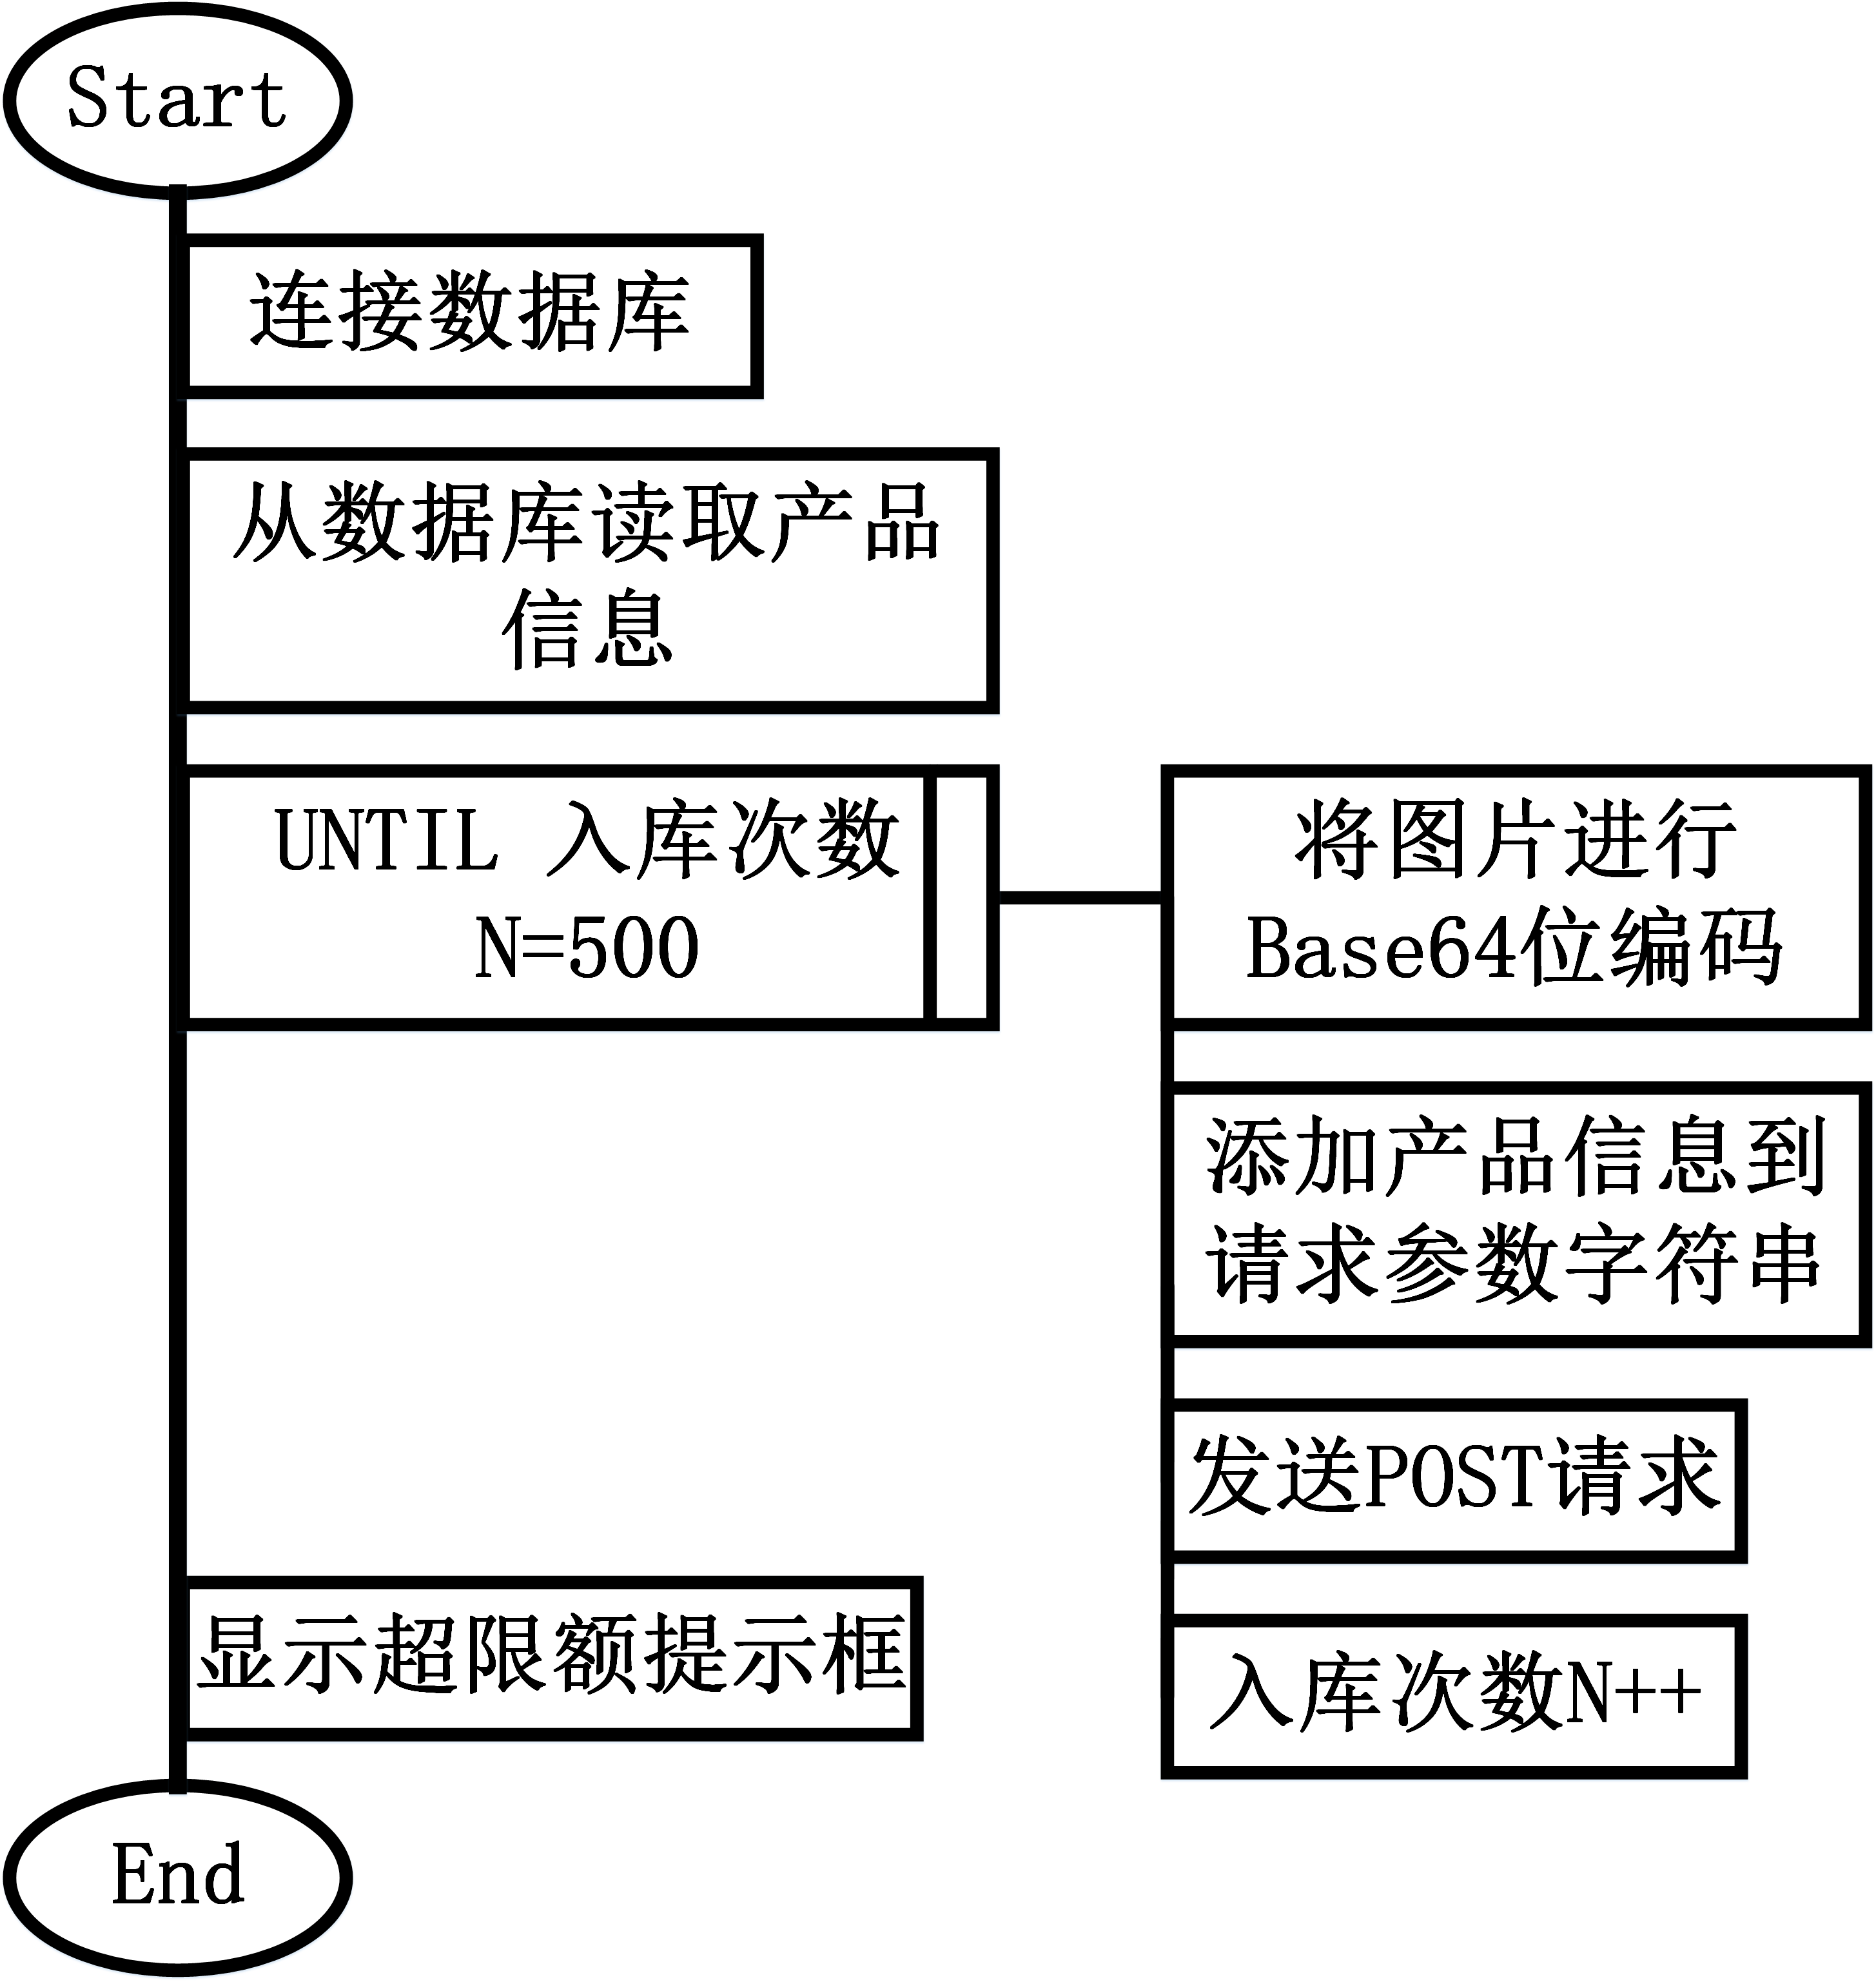 Start
连接数据库
从数据库读取产品
信息
UNTIL 入库次数
N=500
将图片进行
Base64位编码
添加产品信息到
请求参数字符串
发送POST请求
入库次数N++
显示超限额提示框
End